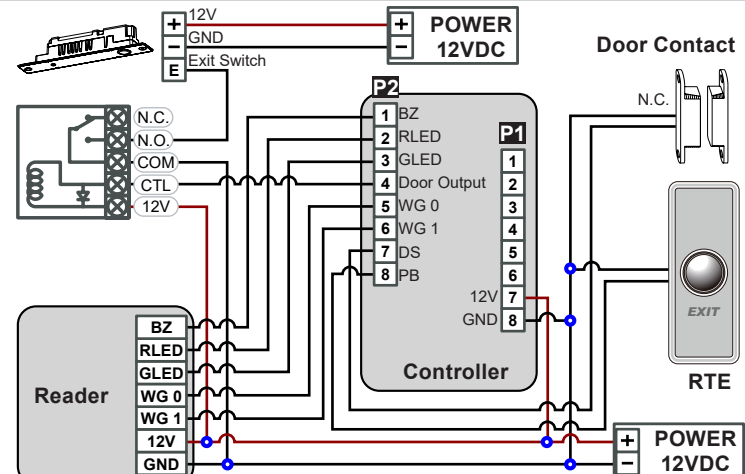 + 12V
− GND
E Exit Switch
+ POWER
− 12VDC
Door Contact
N.C.
N.C.
N.O.
COM
CTL
12V
P2
1 BZ
2 RLED
3 GLED
4 Door Output
5 WG 0
6 WG 1
7 DS
8 PB
P1
1
2
3
4
5
6
12V 7
GND 8
Controller
EXIT
RTE
Reader
BZ
RLED
GLED
WG 0
WG 1
12V
GND
+ POWER
− 12VDC